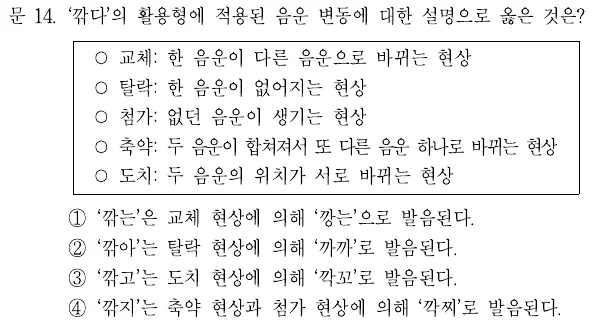 문 14. ‘깎다’의 활용형에 적용된 음운 변동에 대한 설명으로 옳은 것은?
○ 교체: 한 음운이 다른 음운으로 바뀌는 현상
○ 탈락: 한 음운이 없어지는 현상
○ 첨가: 없던 음운이 생기는 현상
○ 축약: 두 음운이 합쳐져서 또 다른 음운 하나로 바뀌는 현상
○ 도치: 두 음운의 위치가 서로 바뀌는 현상
① ‘깎는’은 교체 현상에 의해 ‘깡는’으로 발음된다.
② ‘깎아’는 탈락 현상에 의해 ‘까까’로 발음된다.
③ ‘깎고’는 도치 현상에 의해 ‘깍꼬’로 발음된다.
④ ‘깎지’는 축약 현상과 첨가 현상에 의해 ‘깍찌’로 발음된다.